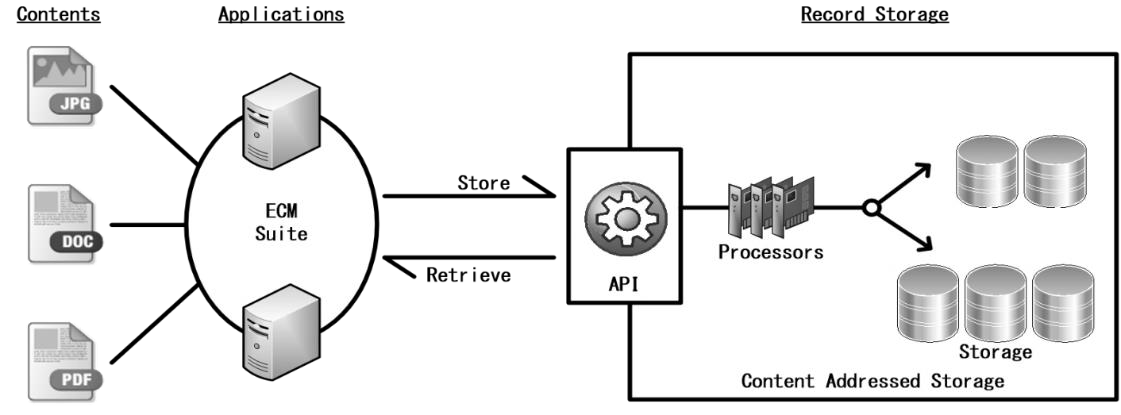 Contents
Applications
Record Storage
JPG
DOC
PDF
ECM
Suite
Store
Retrieve
API
Processors
Storage
Content Addressed Storage